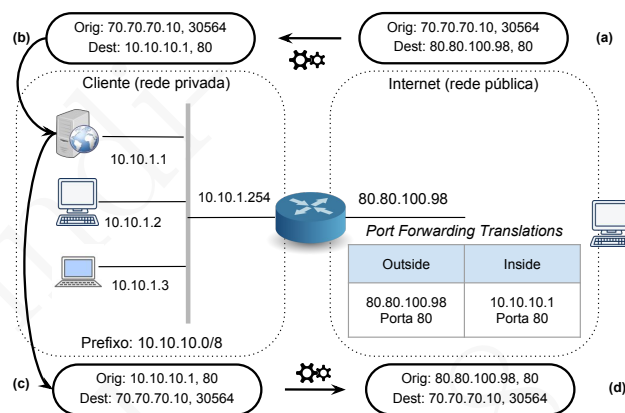 (b)
Orig: 70.70.70.10, 30564
Dest: 10.10.10.1, 80
Orig: 70.70.70.10, 30564
Dest: 80.80.100.98, 80
(a)
Cliente (rede privada)
Internet (rede pública)
10.10.1.1
10.10.1.254
80.80.100.98
10.10.1.2
Port Forwarding Translations
Outside
Inside
80.80.100.98
Porta 80
10.10.10.1
Porta 80
10.10.1.3
Prefixo: 10.10.10.0/8
(c)
Orig: 10.10.10.1, 80
Dest: 70.70.70.10, 30564
Orig: 80.80.100.98, 80
Dest: 70.70.70.10, 30564
(d)